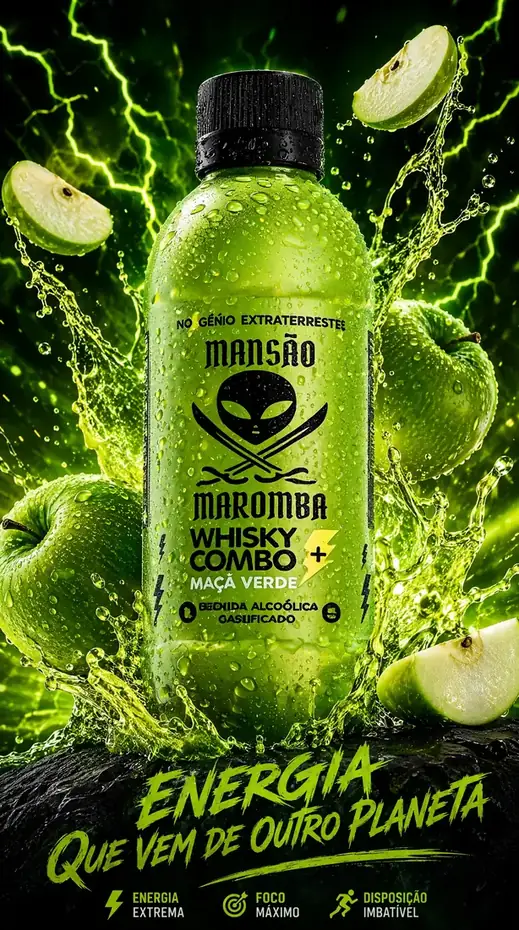 NO GÊNIO EXTRATERRESTRE
MANSÃO
MAROMBA
WHISKY
COMBO +
MAÇÃ VERDE
BEBIDA ALCOÓLICA
GASIFICADO
ENERGIA
QUE VEM DE OUTRO PLANETA
ENERGIA
EXTREMA
FOCO
MÁXIMO
DISPOSIÇÃO
IMBATÍVEL